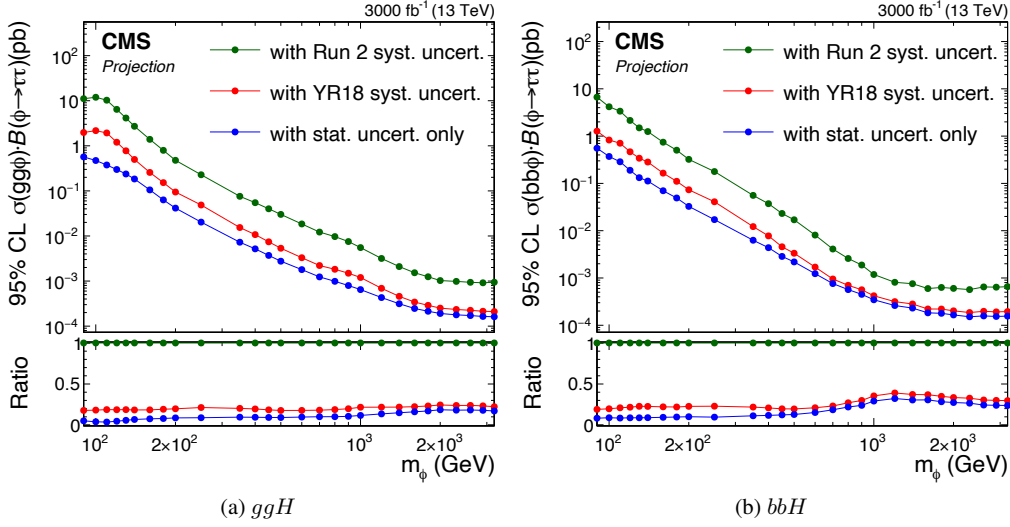 3000 fb⁻¹ (13 TeV)
CMS
Projection
with Run 2 syst. uncert.
with YR18 syst. uncert.
with stat. uncert. only
95% CL σ(ggφ)·B(φ→ττ)(pb)
10²
10
1
10⁻¹
10⁻²
10⁻³
10⁻⁴
Ratio
1
0.5
0
10²
2×10²
10³
2×10³
m_φ (GeV)
(a) ggH
3000 fb⁻¹ (13 TeV)
CMS
Projection
with Run 2 syst. uncert.
with YR18 syst. uncert.
with stat. uncert. only
95% CL σ(bbφ)·B(φ→ττ)(pb)
10²
10
1
10⁻¹
10⁻²
10⁻³
10⁻⁴
Ratio
1
0.5
0
10²
2×10²
10³
2×10³
m_φ (GeV)
(b) bbH